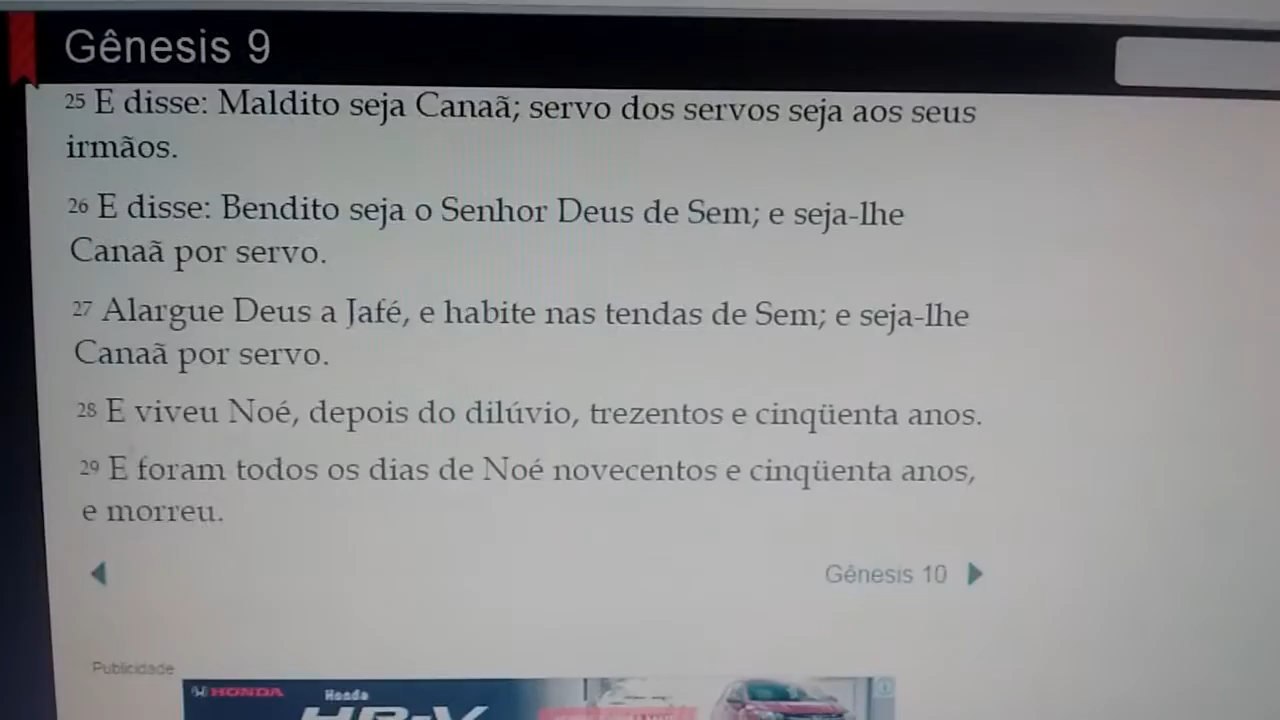 Gênesis 9
25 E disse: Maldito seja Canaã; servo dos servos seja aos seus
irmãos.
26 E disse: Bendito seja o Senhor Deus de Sem; e seja-lhe
Canaã por servo.
27 Alargue Deus a Jafé, e habite nas tendas de Sem; e seja-lhe
Canaã por servo.
28 E viveu Noé, depois do dilúvio, trezentos e cinqüenta anos.
29 E foram todos os dias de Noé novecentos e cinqüenta anos,
e morreu.
Gênesis 10
Publicidade
HONDA Honda
HR-V